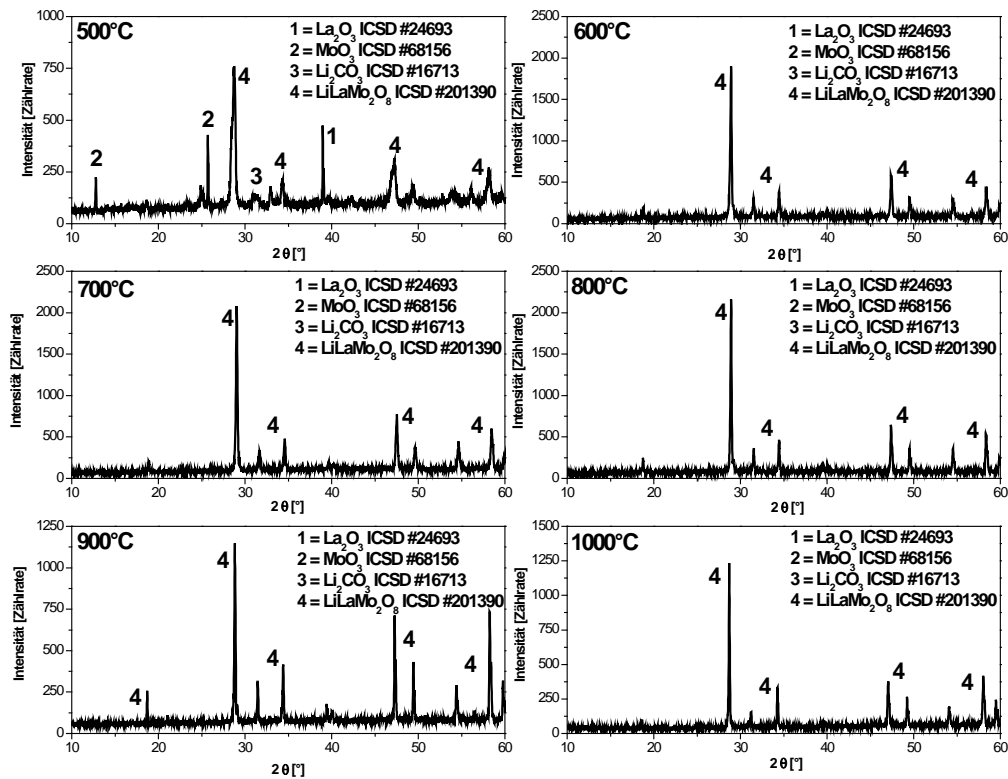 500°C
1 = La₂O₃ ICSD #24693
2 = MoO₃ ICSD #68156
3 = Li₂CO₃ ICSD #16713
4 = LiLaMo₂O₈ ICSD #201390
Intensität [Zählrate]
1000
750
500
250
0
2
2
4
3
4
1
4
4
10 20 30 40 50 60
2 θ [°]
600°C
1 = La₂O₃ ICSD #24693
2 = MoO₃ ICSD #68156
3 = Li₂CO₃ ICSD #16713
4 = LiLaMo₂O₈ ICSD #201390
Intensität [Zählrate]
2500
2000
1500
1000
500
0
4
4
4
4
10 20 30 40 50 60
2 θ [°]
700°C
1 = La₂O₃ ICSD #24693
2 = MoO₃ ICSD #68156
3 = Li₂CO₃ ICSD #16713
4 = LiLaMo₂O₈ ICSD #201390
Intensität [Zählrate]
2500
2000
1500
1000
500
0
4
4
4
4
10 20 30 40 50 60
2 θ [°]
800°C
1 = La₂O₃ ICSD #24693
2 = MoO₃ ICSD #68156
3 = Li₂CO₃ ICSD #16713
4 = LiLaMo₂O₈ ICSD #201390
Intensität [Zählrate]
2500
2000
1500
1000
500
0
4
4
4
4
10 20 30 40 50 60
2 θ [°]
900°C
1 = La₂O₃ ICSD #24693
2 = MoO₃ ICSD #68156
3 = Li₂CO₃ ICSD #16713
4 = LiLaMo₂O₈ ICSD #201390
Intensität [Zählrate]
1250
1000
750
500
250
0
4
4
4
4
4
10 20 30 40 50 60
2 θ [°]
1000°C
1 = La₂O₃ ICSD #24693
2 = MoO₃ ICSD #68156
3 = Li₂CO₃ ICSD #16713
4 = LiLaMo₂O₈ ICSD #201390
Intensität [Zählrate]
1500
1250
1000
750
500
250
0
4
4
4
4
10 20 30 40 50 60
2 θ [°]